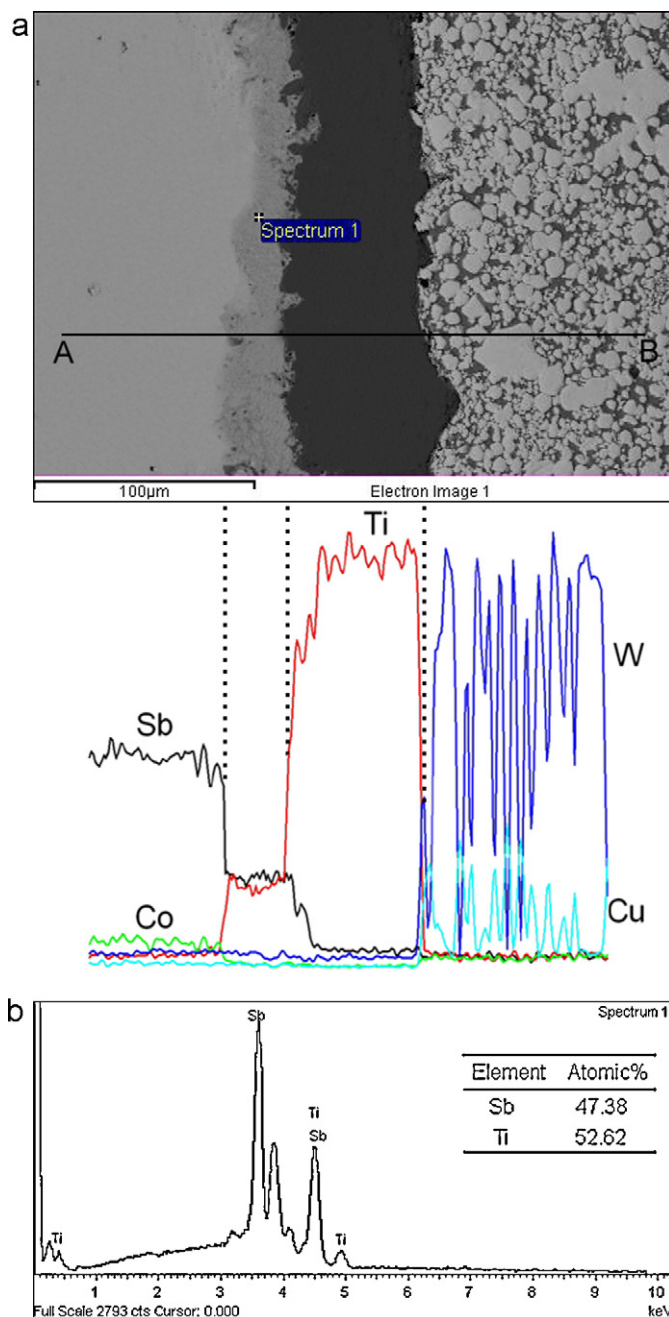 a
Spectrum 1
A B
100µm Electron Image 1
Ti
W
Sb
Co
Cu
b
Sb
Spectrum 1
Element Atomic%
Sb 47.38
Ti 52.62
Ti
Sb
Ti
Ti
1 2 3 4 5 6 7 8 9 10
Full Scale 2793 cts Cursor: 0.000 keV